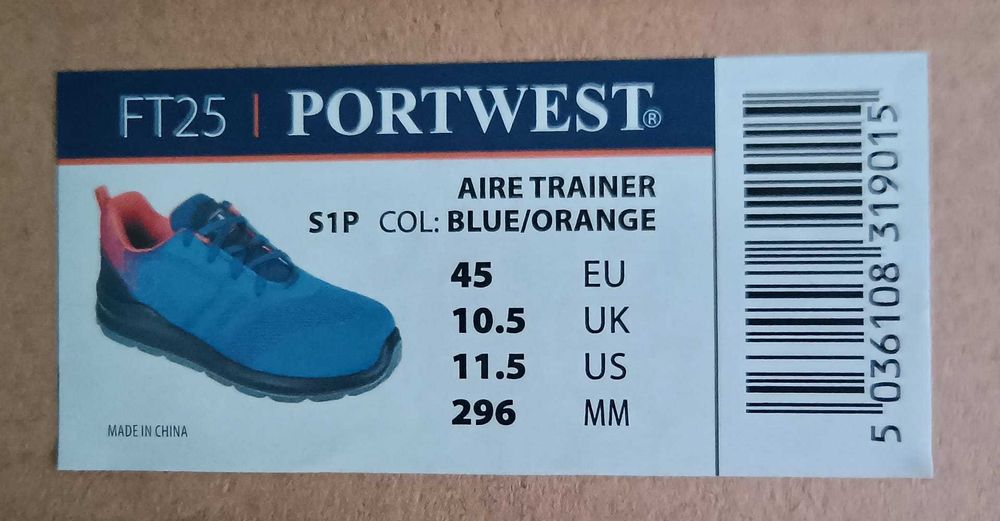 FT25 | PORTWEST®
AIRE TRAINER
S1P COL: BLUE/ORANGE
45 EU
10.5 UK
11.5 US
296 MM
MADE IN CHINA
5 036108 319015